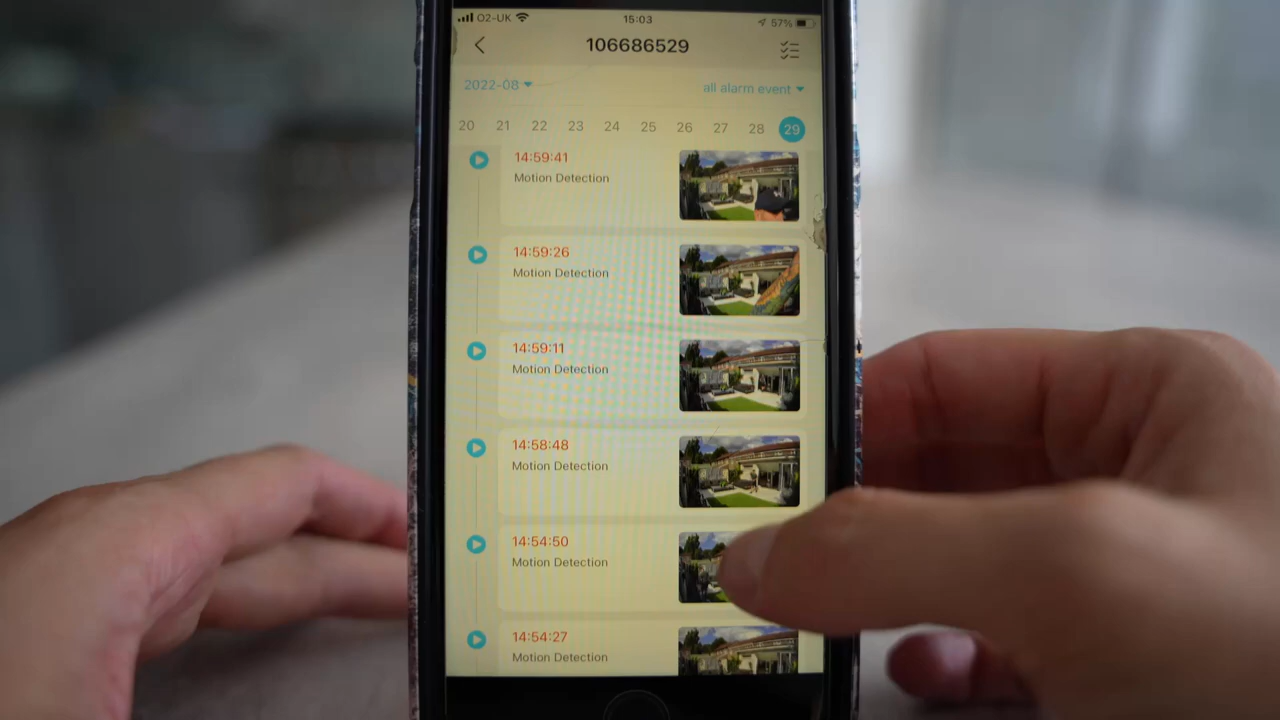 O2-UK 15:03 57%
106686529
2022-08 all alarm event
20 21 22 23 24 25 26 27 28 29
14:59:41
Motion Detection
14:59:26
Motion Detection
14:59:11
Motion Detection
14:58:48
Motion Detection
14:54:50
Motion Detection
14:54:27
Motion Detection